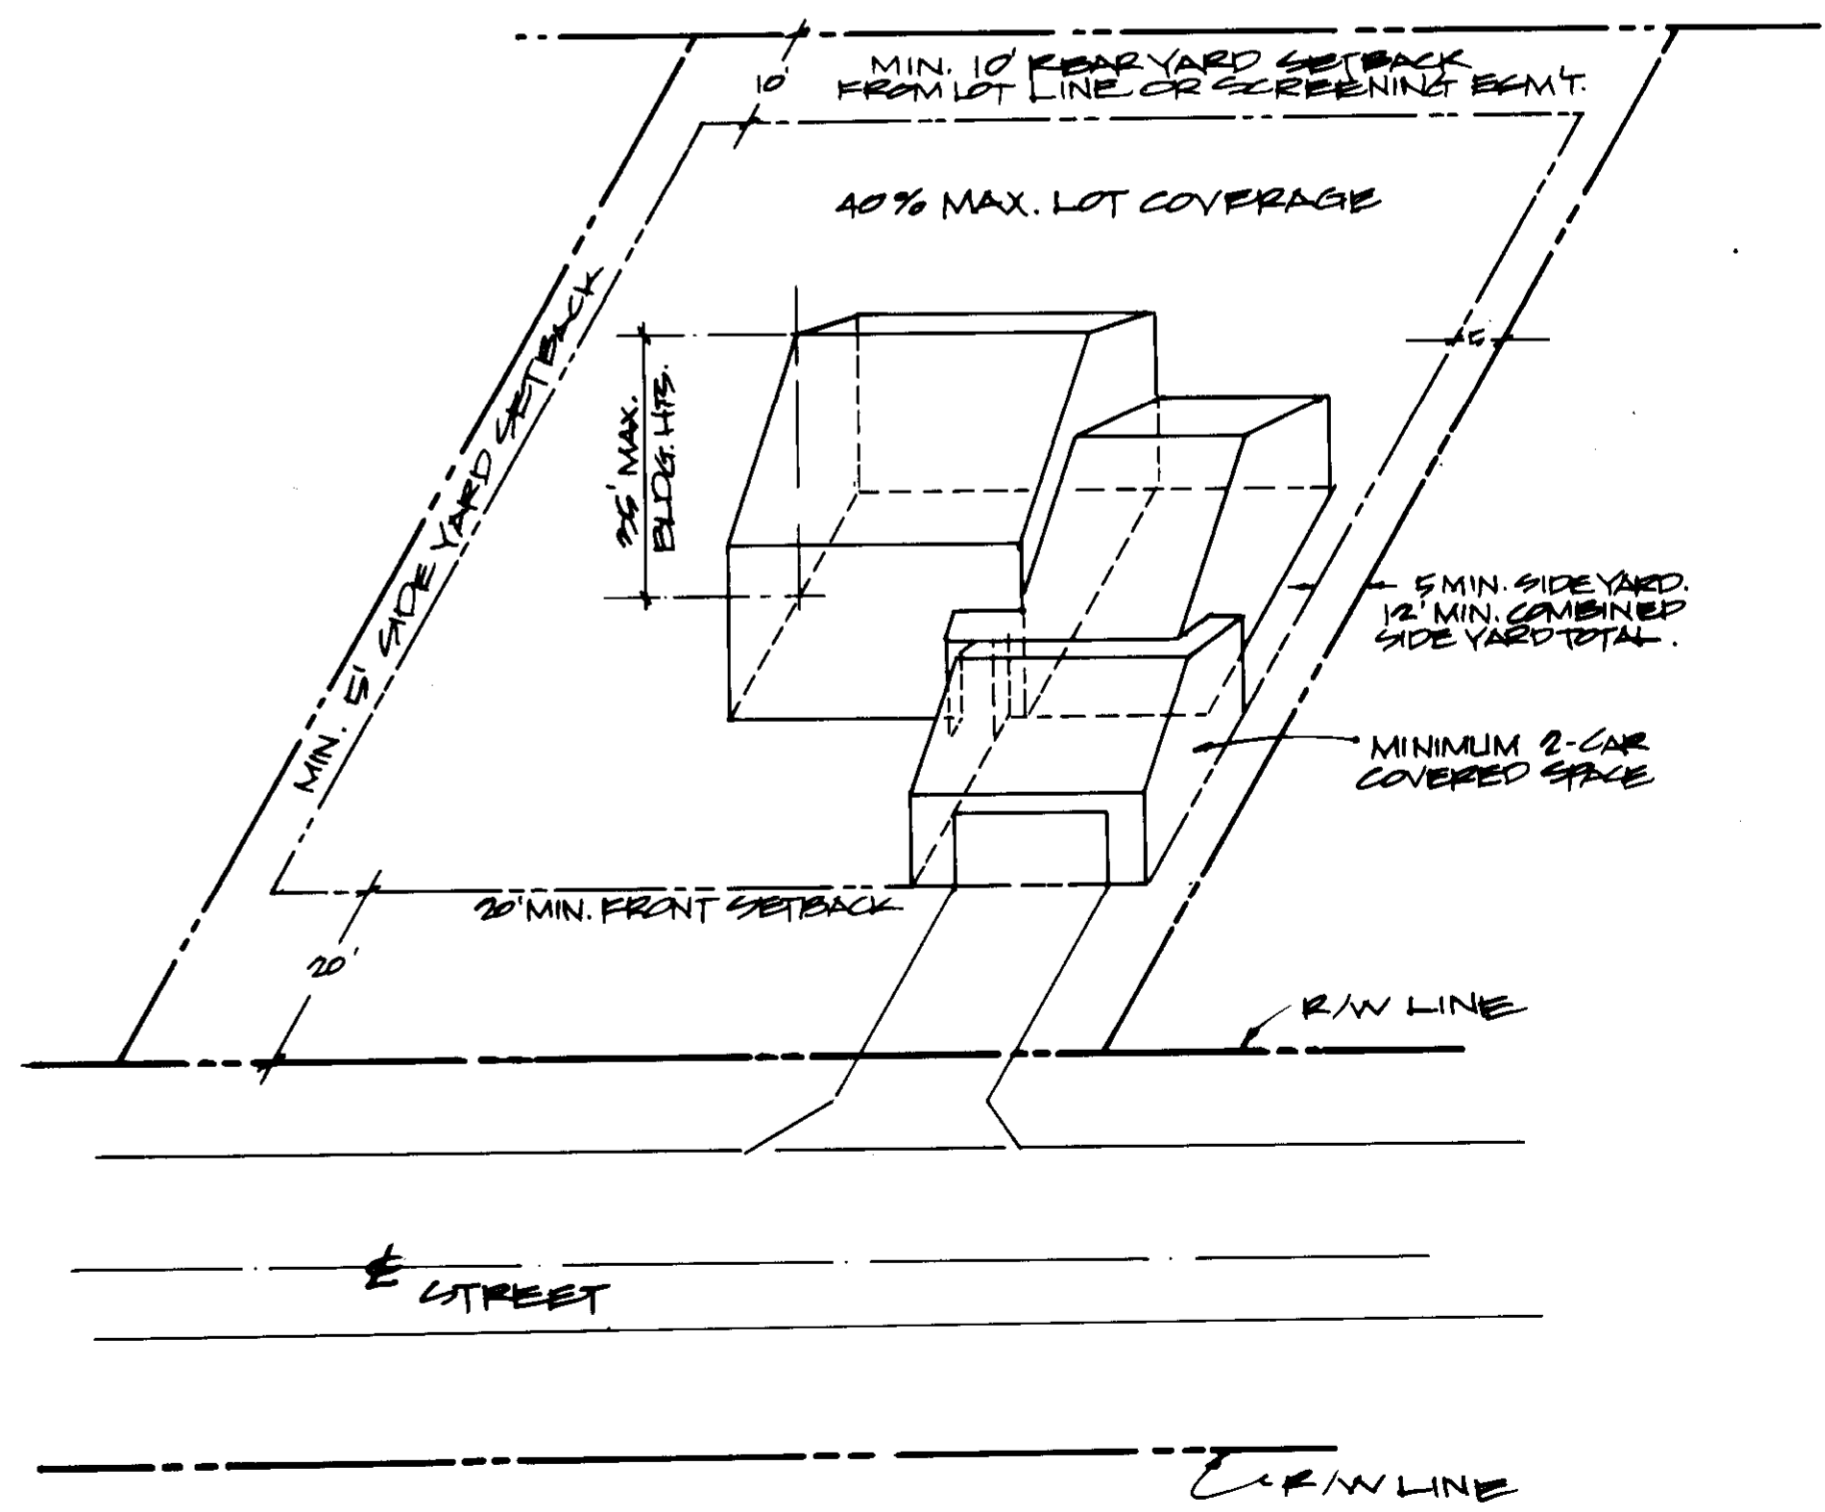 10'
MIN. 10' REAR YARD SETBACK
FROM LOT LINE OR SCREENING ESM'T.
40% MAX. LOT COVERAGE
MIN. 5' SIDE YARD SETBACK
MAX.
BLDG. HTS.
5'
5 MIN. SIDE YARD.
12' MIN. COMBINED
SIDE YARD TOTAL.
MINIMUM 2-CAR
COVERED SPACE
20' MIN. FRONT SETBACK
20'
R/W LINE
℄
STREET
R/W LINE